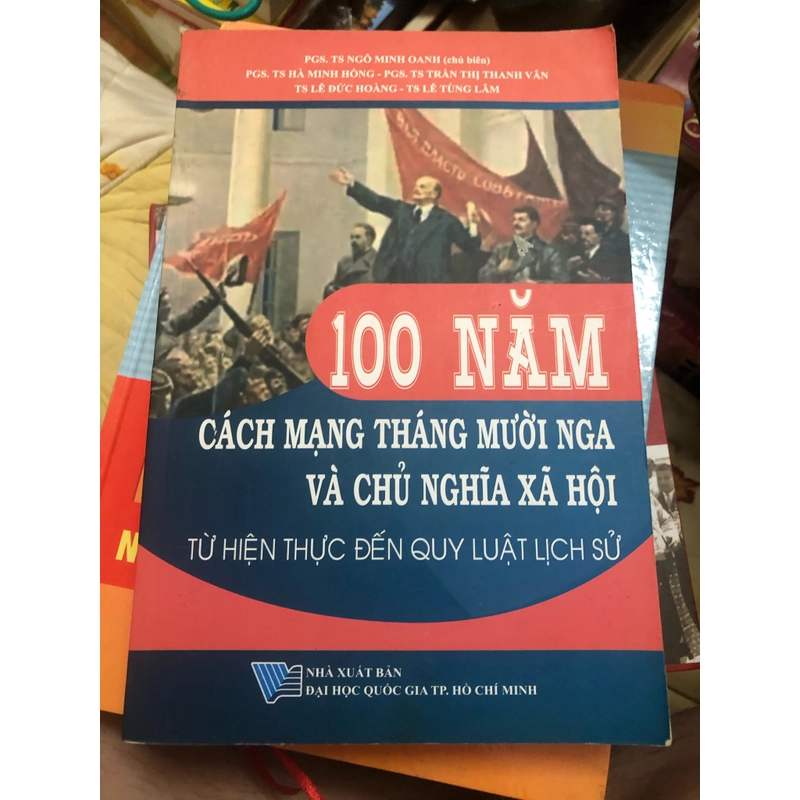 PGS. TS NGÔ MINH OANH (chủ biên)
PGS. TS HÀ MINH HỒNG - PGS. TS TRẦN THỊ THANH VÂN
TS LÊ ĐỨC HOÀNG - TS LÊ TÙNG LÂM
100 NĂM
CÁCH MẠNG THÁNG MƯỜI NGA
VÀ CHỦ NGHĨA XÃ HỘI
TỪ HIỆN THỰC ĐẾN QUY LUẬT LỊCH SỬ
NHÀ XUẤT BẢN
ĐẠI HỌC QUỐC GIA TP. HỒ CHÍ MINH